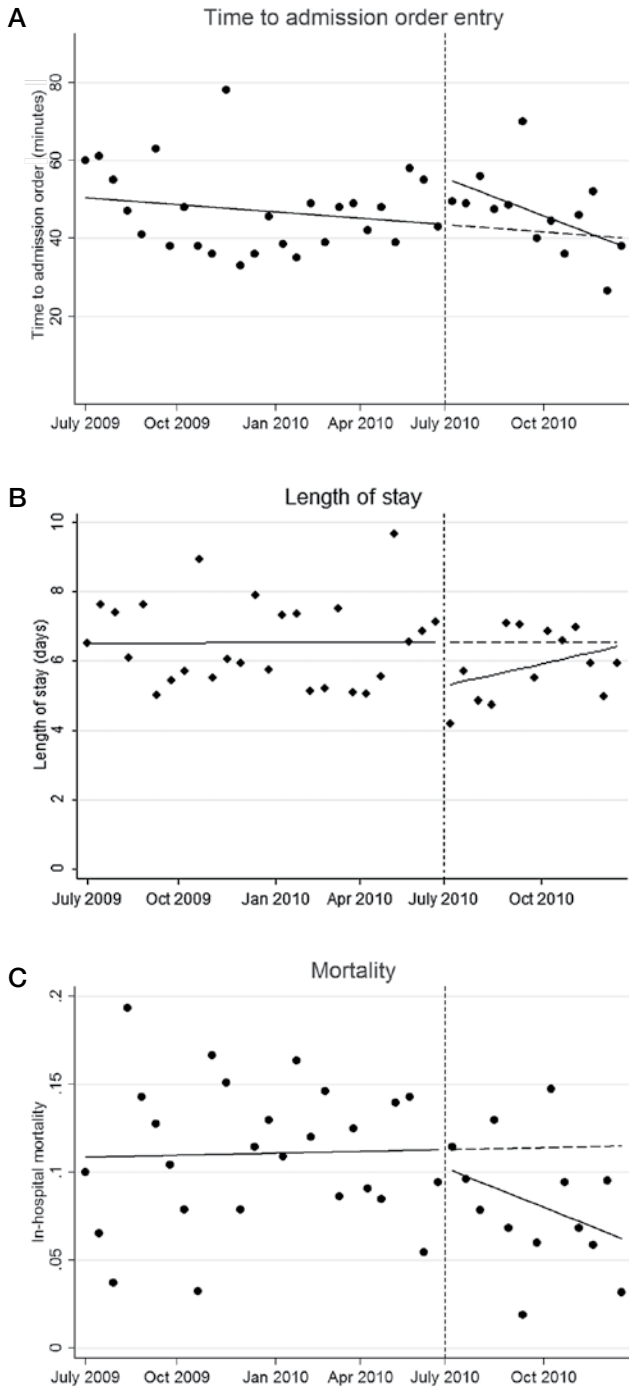 A
Time to admission order entry
Time to admission order (minutes)
80
60
40
20
July 2009 Oct 2009 Jan 2010 Apr 2010 July 2010 Oct 2010
B
Length of stay
Length of stay (days)
10
8
6
4
2
0
July 2009 Oct 2009 Jan 2010 Apr 2010 July 2010 Oct 2010
C
Mortality
In-hospital mortality
.2
.15
.1
.05
0
July 2009 Oct 2009 Jan 2010 Apr 2010 July 2010 Oct 2010